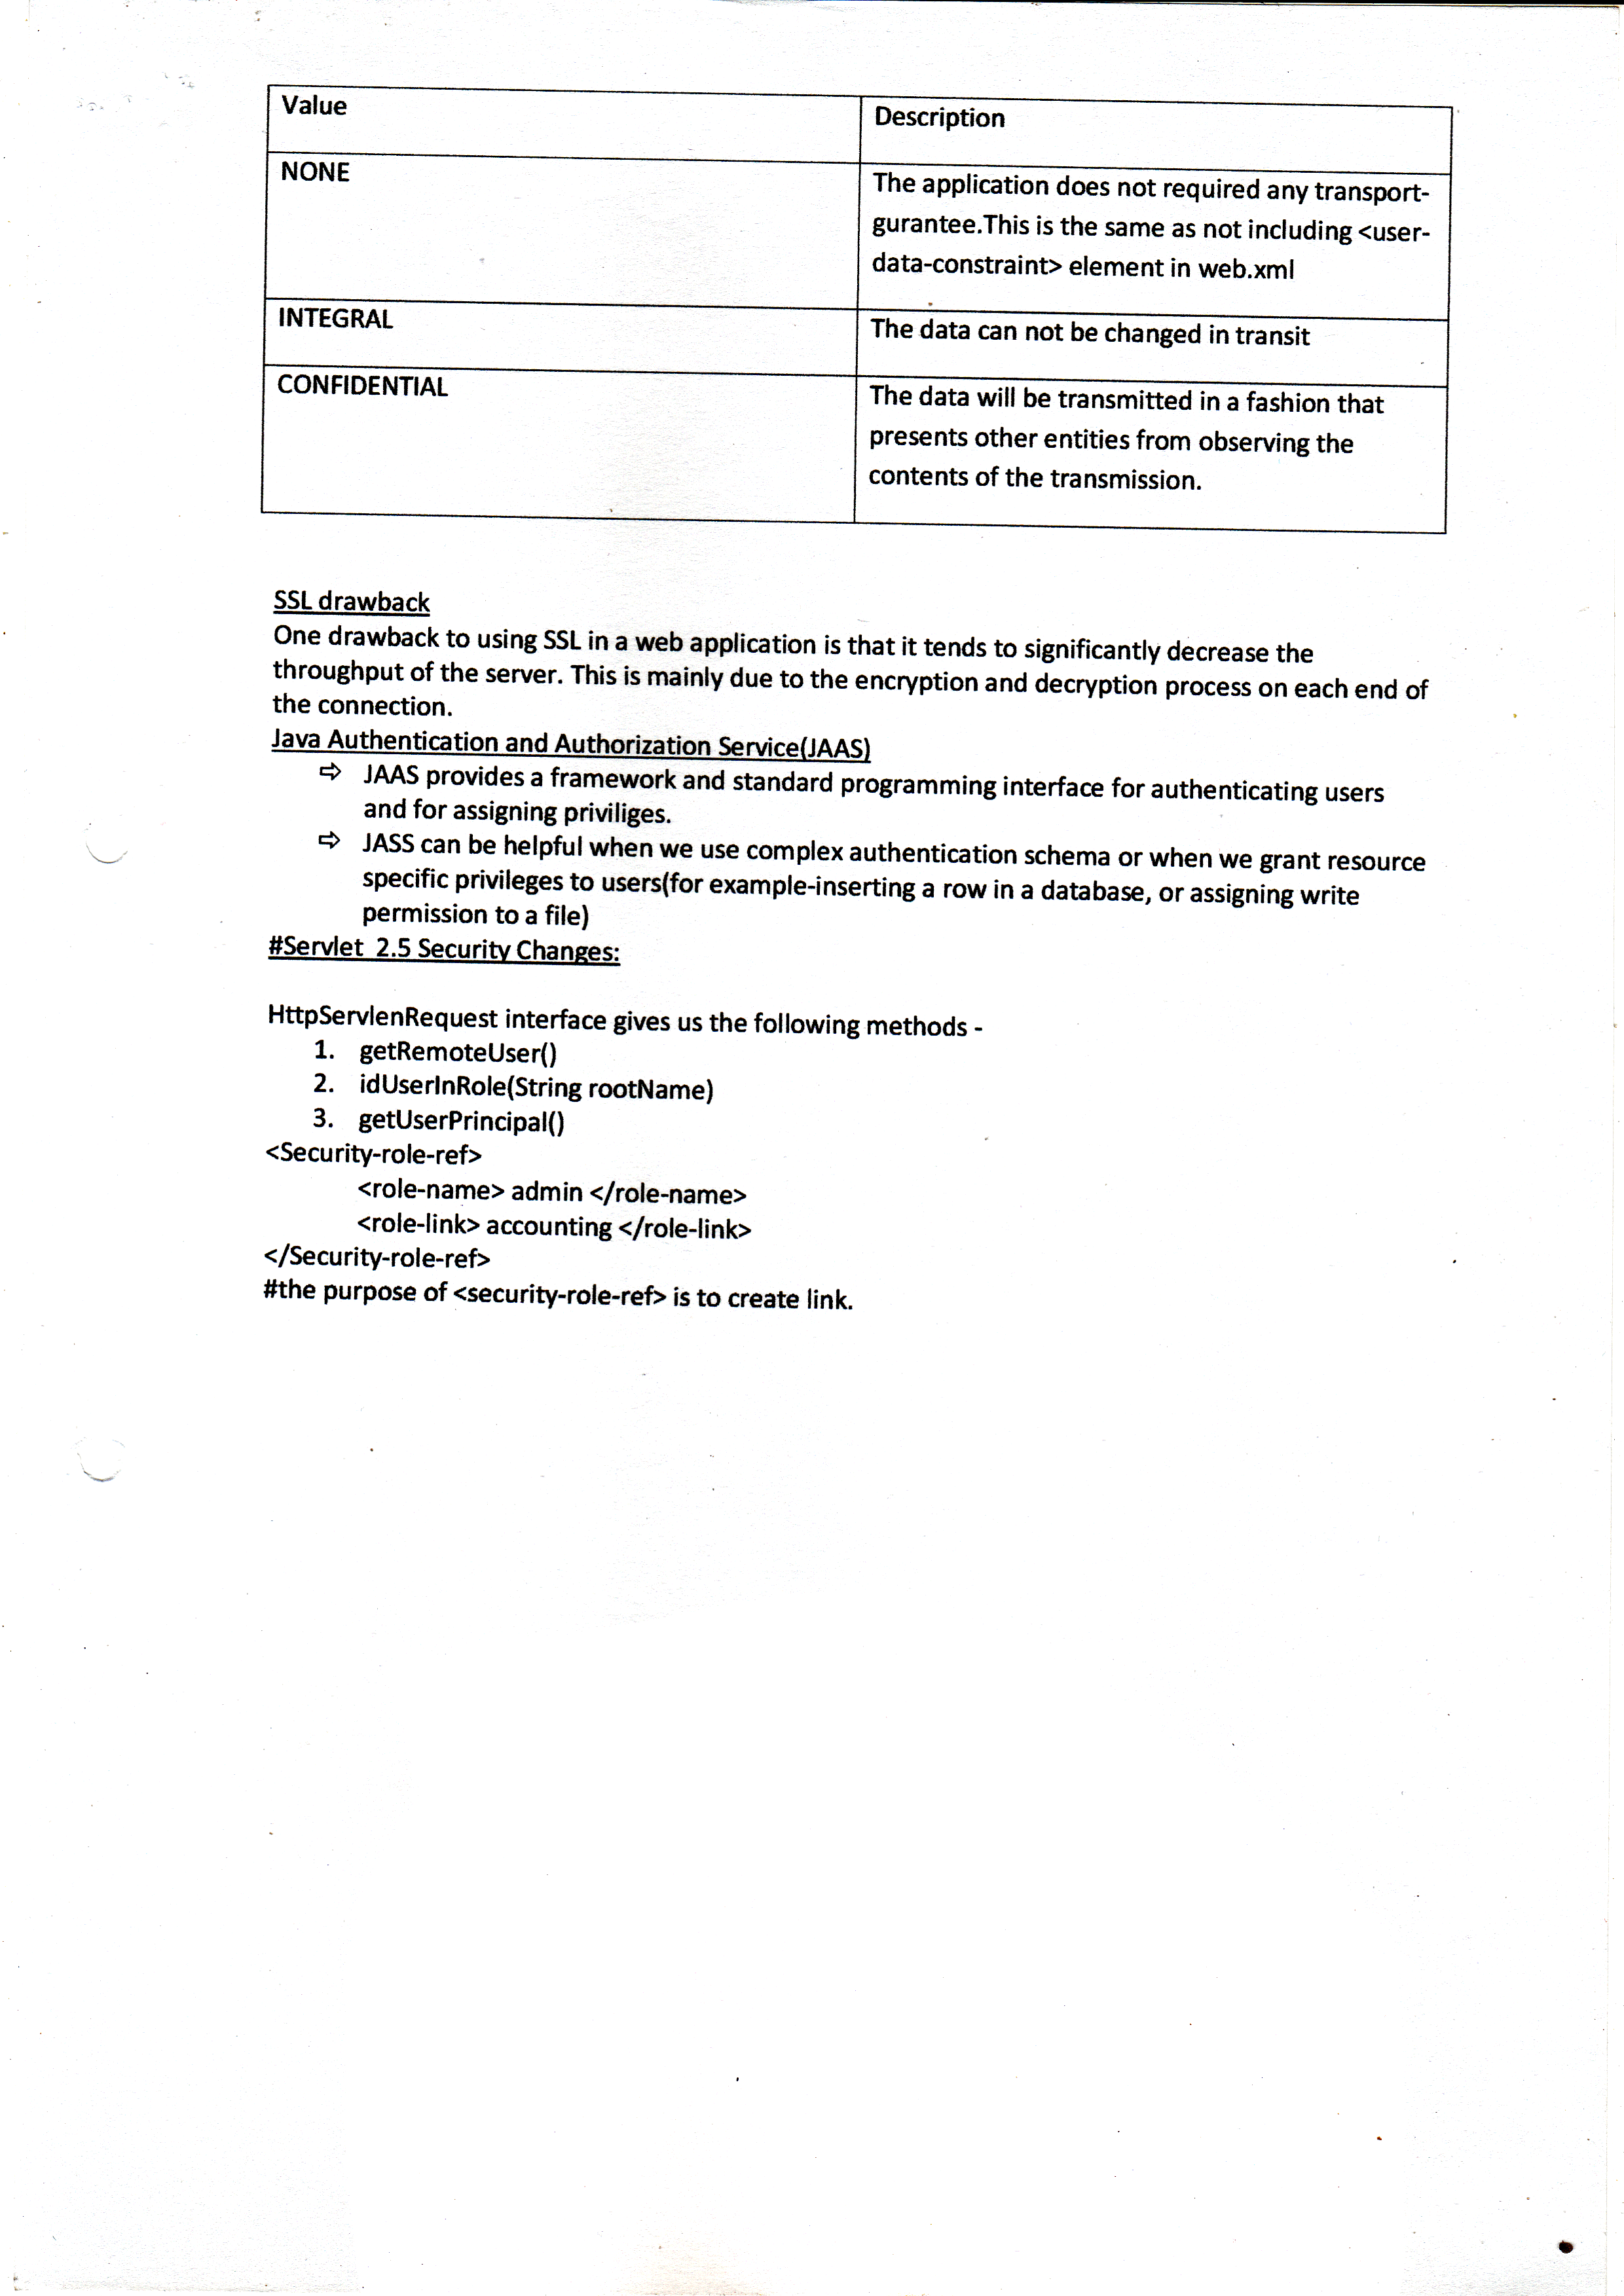 Value
Description
NONE
The application does not required any transport-
gurantee.This is the same as not including <user-
data-constraint> element in web.xml
INTEGRAL
The data can not be changed in transit
CONFIDENTIAL
The data will be transmitted in a fashion that
presents other entities from observing the
contents of the transmission.
SSL drawback
One drawback to using SSL in a web application is that it tends to significantly decrease the
throughput of the server. This is mainly due to the encryption and decryption process on each end of
the connection.
Java Authentication and Authorization Service(JAAS)
⇨ JAAS provides a framework and standard programming interface for authenticating users
and for assigning priviliges.
⇨ JASS can be helpful when we use complex authentication schema or when we grant resource
specific privileges to users(for example-inserting a row in a database, or assigning write
permission to a file)
#Servlet 2.5 Security Changes:
HttpServlenRequest interface gives us the following methods -
1. getRemoteUser()
2. idUserInRole(String rootName)
3. getUserPrincipal()
<Security-role-ref>
<role-name> admin </role-name>
<role-link> accounting </role-link>
</Security-role-ref>
#the purpose of <security-role-ref> is to create link.